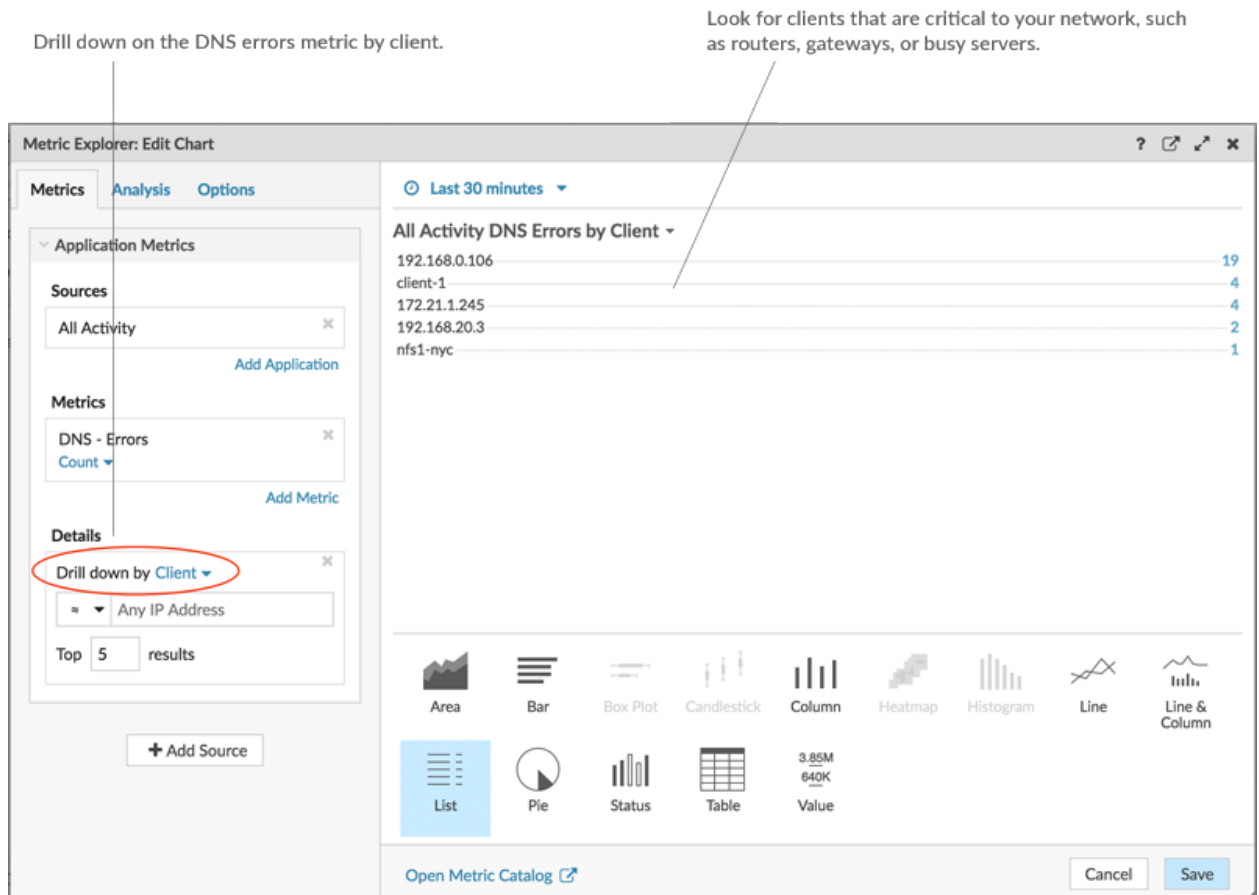 Drill down on the DNS errors metric by client.
Look for clients that are critical to your network, such
as routers, gateways, or busy servers.
Metric Explorer: Edit Chart
?
Metrics
Analysis
Options
Application Metrics
Sources
All Activity
Add Application
Metrics
DNS - Errors
Count
Add Metric
Details
Drill down by Client
≈
Any IP Address
Top 5 results
+ Add Source
Last 30 minutes
All Activity DNS Errors by Client
192.168.0.106 19
client-1 4
172.21.1.245 4
192.168.20.3 2
nfs1-nyc 1
Area
Bar
Box Plot
Candlestick
Column
Heatmap
Histogram
Line
Line &
Column
List
Pie
Status
Table
3.85M
640K
Value
Open Metric Catalog
Cancel
Save